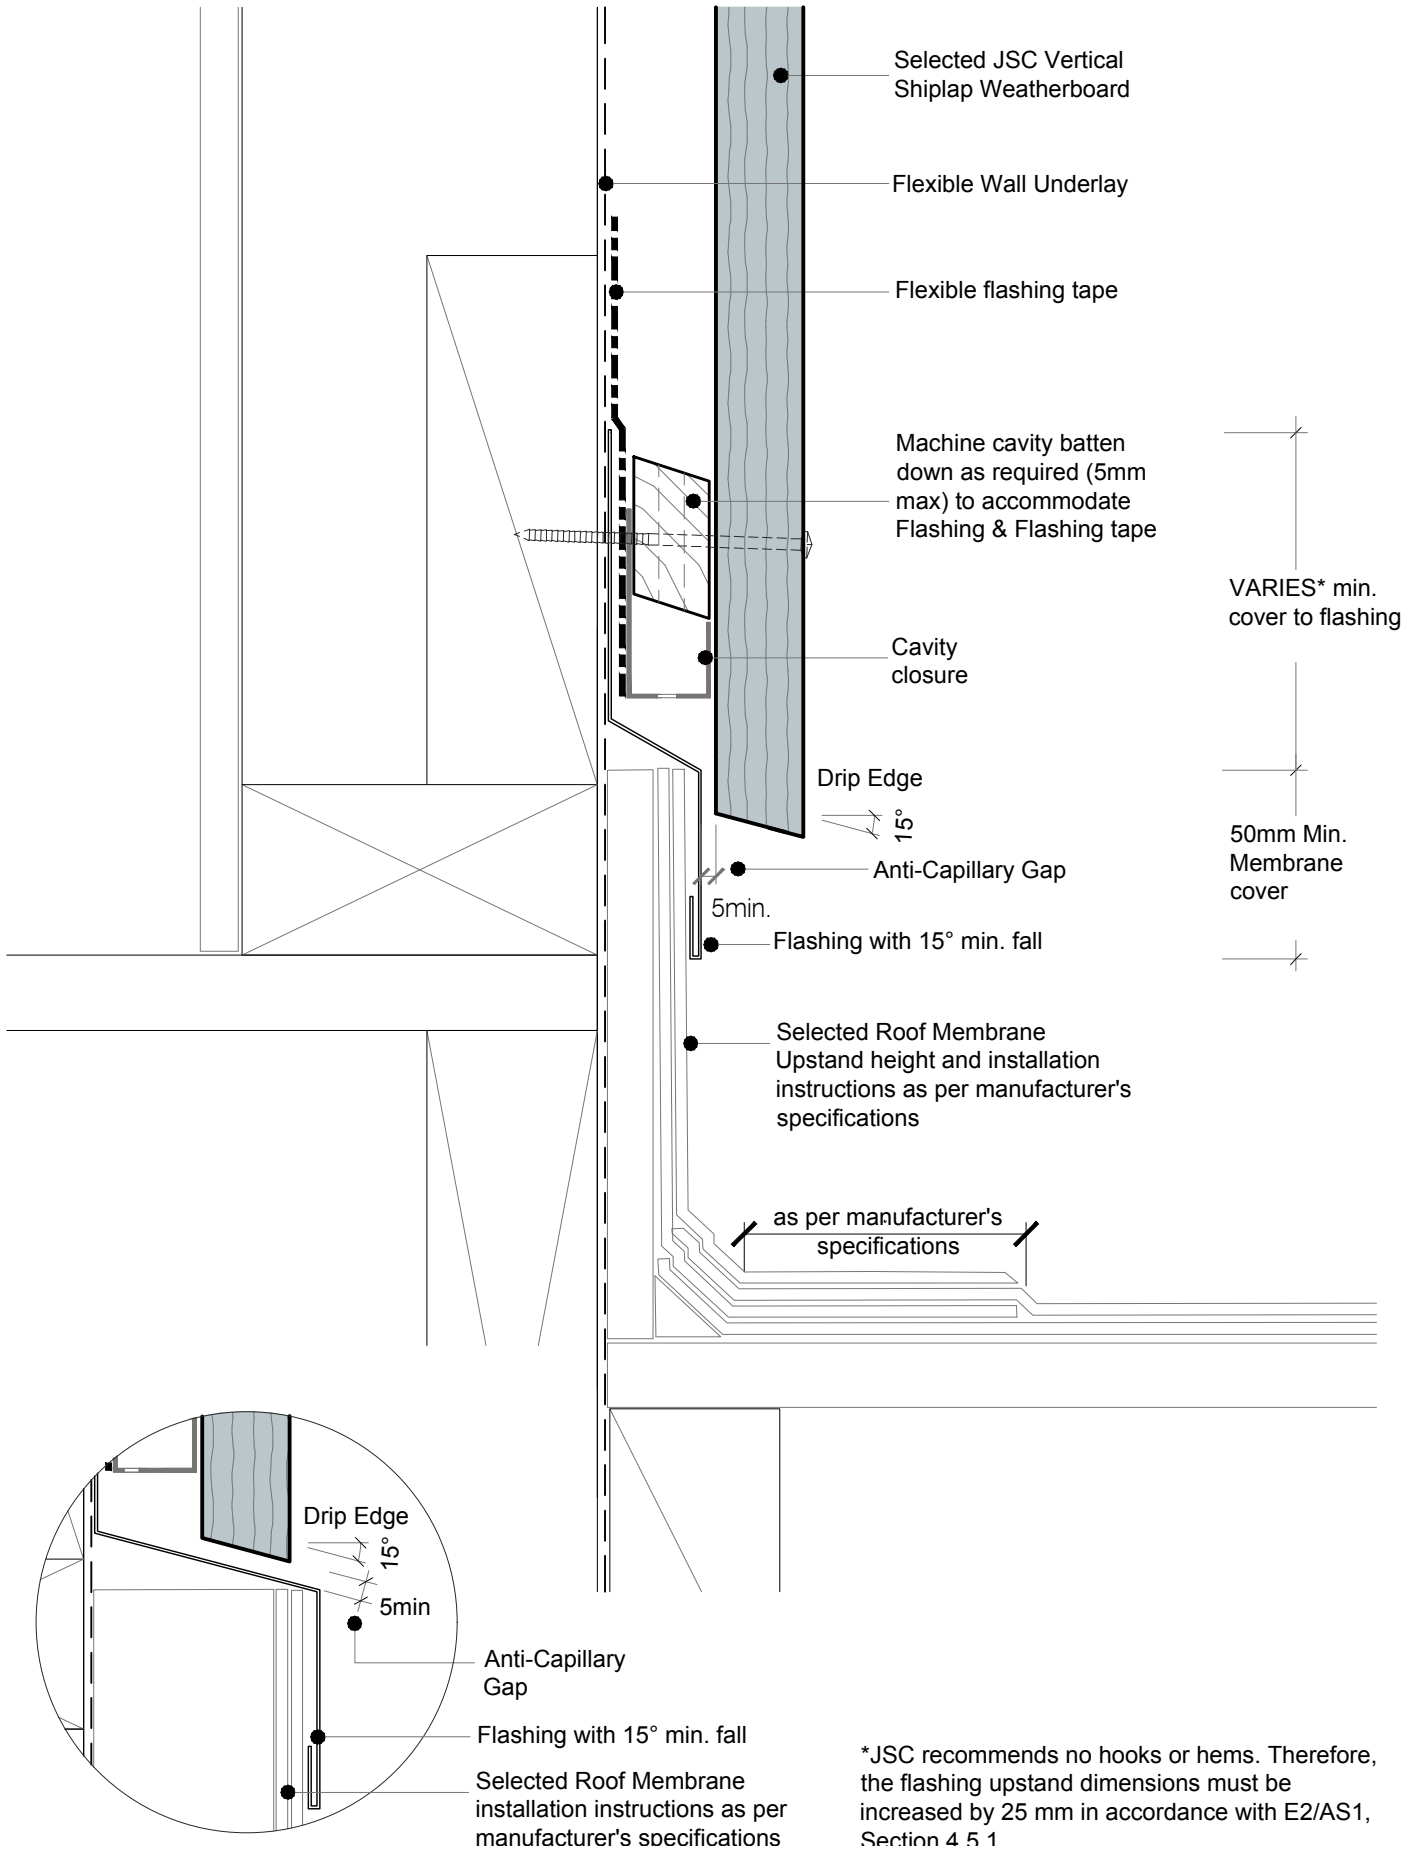 Selected JSC Vertical
Shiplap Weatherboard
Flexible Wall Underlay
Flexible flashing tape
Machine cavity batten
down as required (5mm
max) to accommodate
Flashing & Flashing tape
VARIES* min.
cover to flashing
Cavity
closure
Drip Edge
15°
50mm Min.
Membrane
cover
Anti-Capillary Gap
5min.
Flashing with 15° min. fall
Selected Roof Membrane
Upstand height and installation
instructions as per manufacturer's
specifications
as per manufacturer's
specifications
Drip Edge
15°
5min
Anti-Capillary
Gap
Flashing with 15° min. fall
Selected Roof Membrane
installation instructions as per
manufacturer's specifications
*JSC recommends no hooks or hems. Therefore,
the flashing upstand dimensions must be
increased by 25 mm in accordance with E2/AS1,
Section 4.5.1